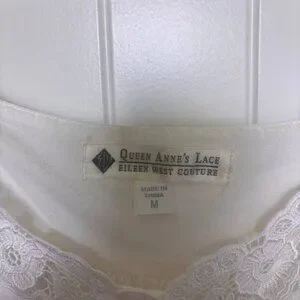 QUEEN ANNE'S LACE
EILEEN WEST COUTURE
MADE IN
CHINA
M